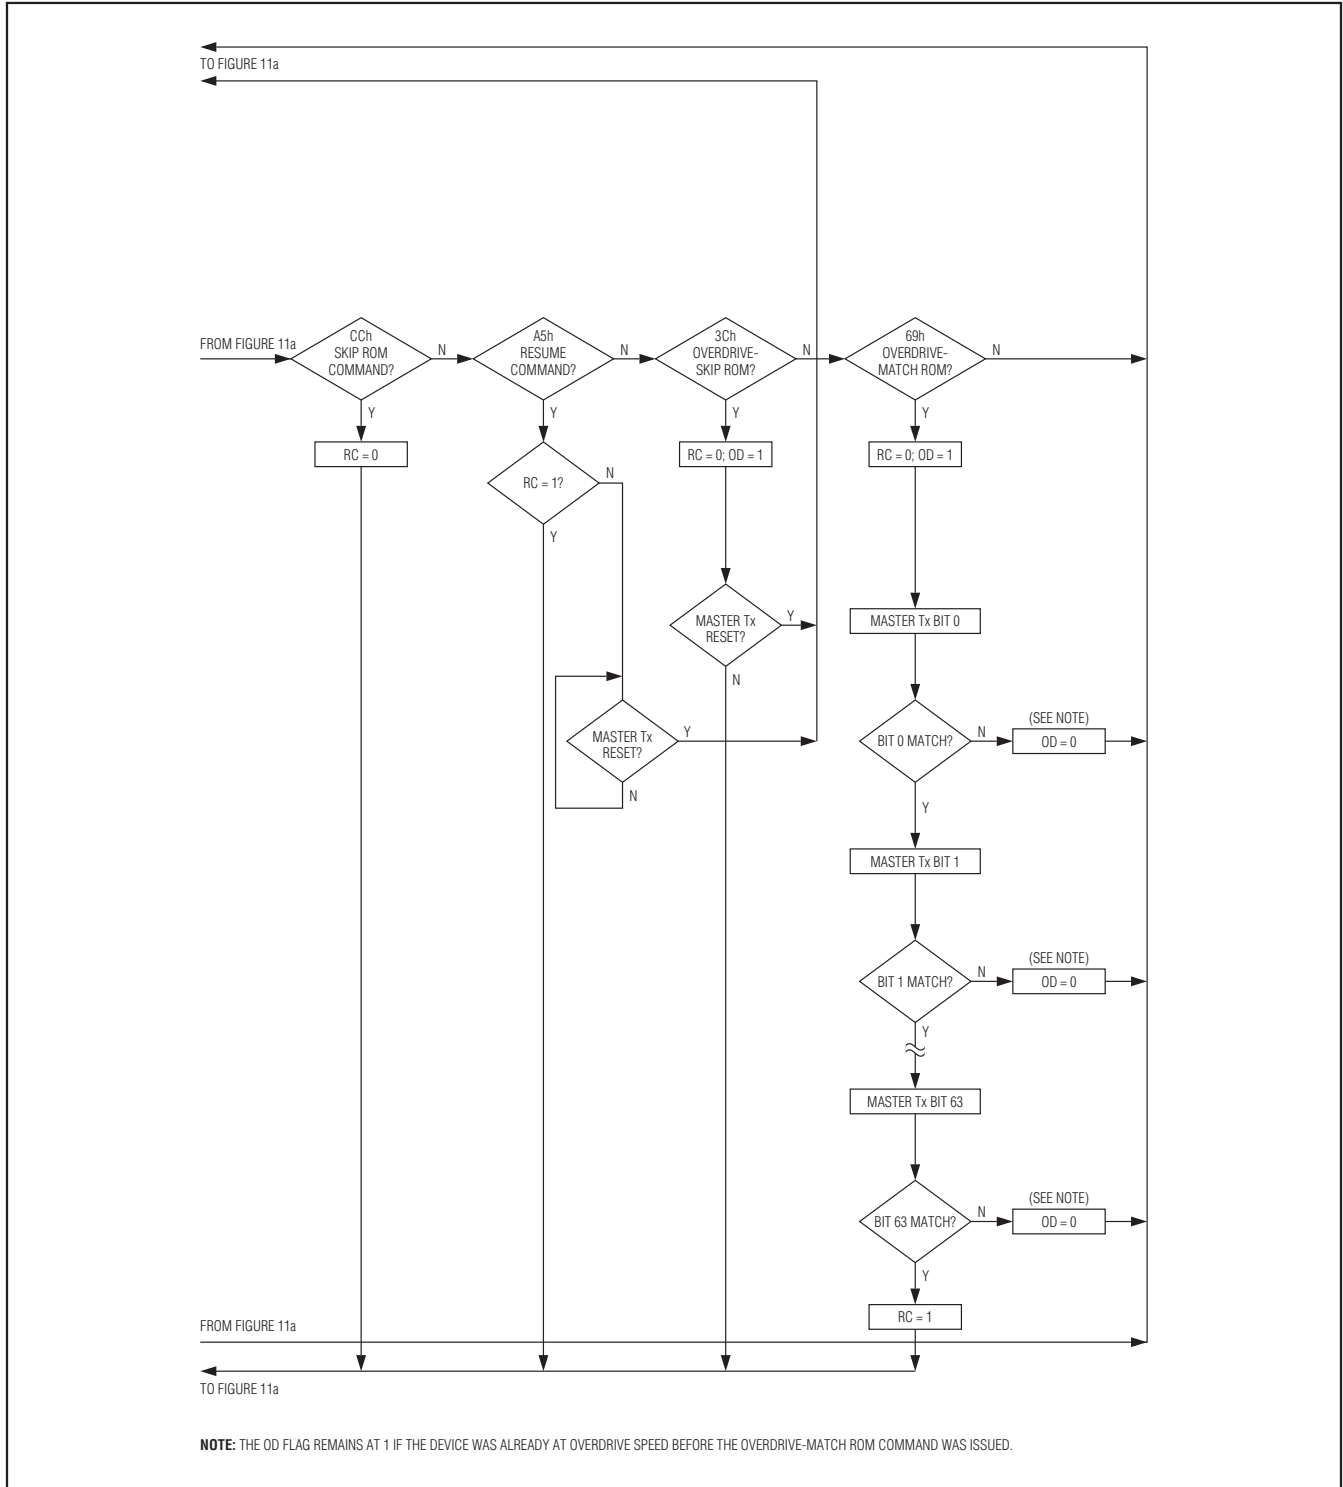 TO FIGURE 11a
FROM FIGURE 11a
CCh
SKIP ROM
COMMAND?
N
Y
RC = 0
A5h
RESUME
COMMAND?
N
Y
RC = 1?
N
Y
MASTER Tx
RESET?
Y
N
3Ch
OVERDRIVE-
SKIP ROM?
N
Y
RC = 0; OD = 1
MASTER Tx
RESET?
Y
N
69h
OVERDRIVE-
MATCH ROM?
N
Y
RC = 0; OD = 1
MASTER Tx BIT 0
BIT 0 MATCH?
N
(SEE NOTE)
OD = 0
Y
MASTER Tx BIT 1
BIT 1 MATCH?
N
(SEE NOTE)
OD = 0
Y
MASTER Tx BIT 63
BIT 63 MATCH?
N
(SEE NOTE)
OD = 0
Y
RC = 1
FROM FIGURE 11a
TO FIGURE 11a
NOTE: THE OD FLAG REMAINS AT 1 IF THE DEVICE WAS ALREADY AT OVERDRIVE SPEED BEFORE THE OVERDRIVE-MATCH ROM COMMAND WAS ISSUED.